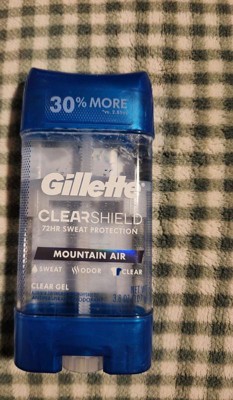 30% MORE
Gillette
CLEARSHIELD
72HR SWEAT PROTECTION
MOUNTAIN AIR
SWEAT ODOR CLEAR
CLEAR GEL